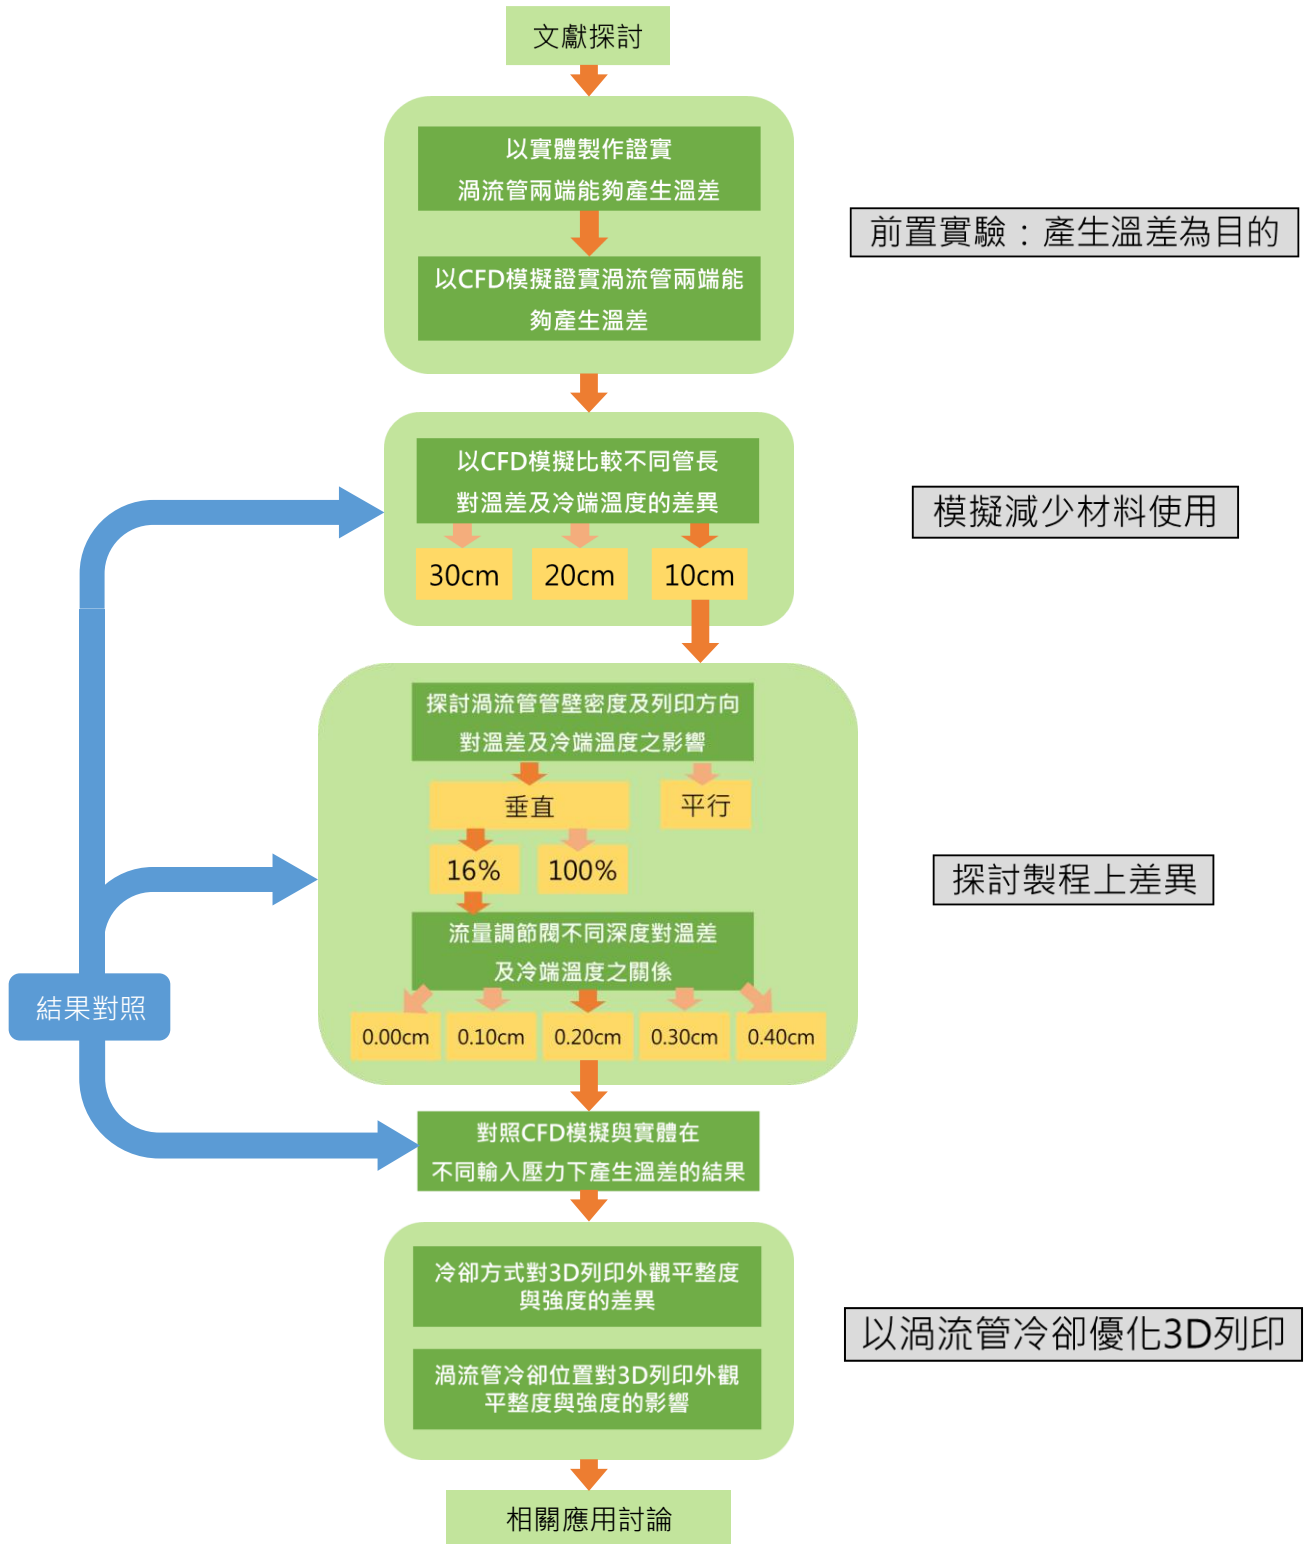 文獻探討
以實體製作證實
渦流管兩端能夠產生溫差
以CFD模擬證實渦流管兩端能
夠產生溫差
前置實驗：產生溫差為目的
以CFD模擬比較不同管長
對溫差及冷端溫度的差異
30cm
20cm
10cm
模擬減少材料使用
探討渦流管管壁密度及列印方向
對溫差及冷端溫度之影響
垂直
平行
16%
100%
流量調節閥不同深度對溫差
及冷端溫度之關係
0.00cm
0.10cm
0.20cm
0.30cm
0.40cm
探討製程上差異
結果對照
對照CFD模擬與實體在
不同輸入壓力下產生溫差的結果
冷卻方式對3D列印外觀平整度
與強度的差異
渦流管冷卻位置對3D列印外觀
平整度與強度的影響
以渦流管冷卻優化3D列印
相關應用討論